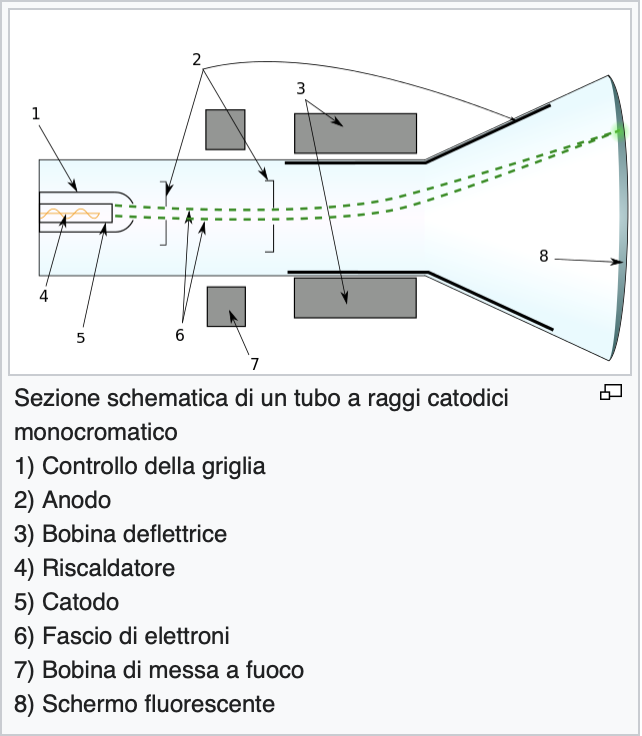 2
3
1
8
4
5
6
7
Sezione schematica di un tubo a raggi catodici
monocromatico
1) Controllo della griglia
2) Anodo
3) Bobina deflettrice
4) Riscaldatore
5) Catodo
6) Fascio di elettroni
7) Bobina di messa a fuoco
8) Schermo fluorescente